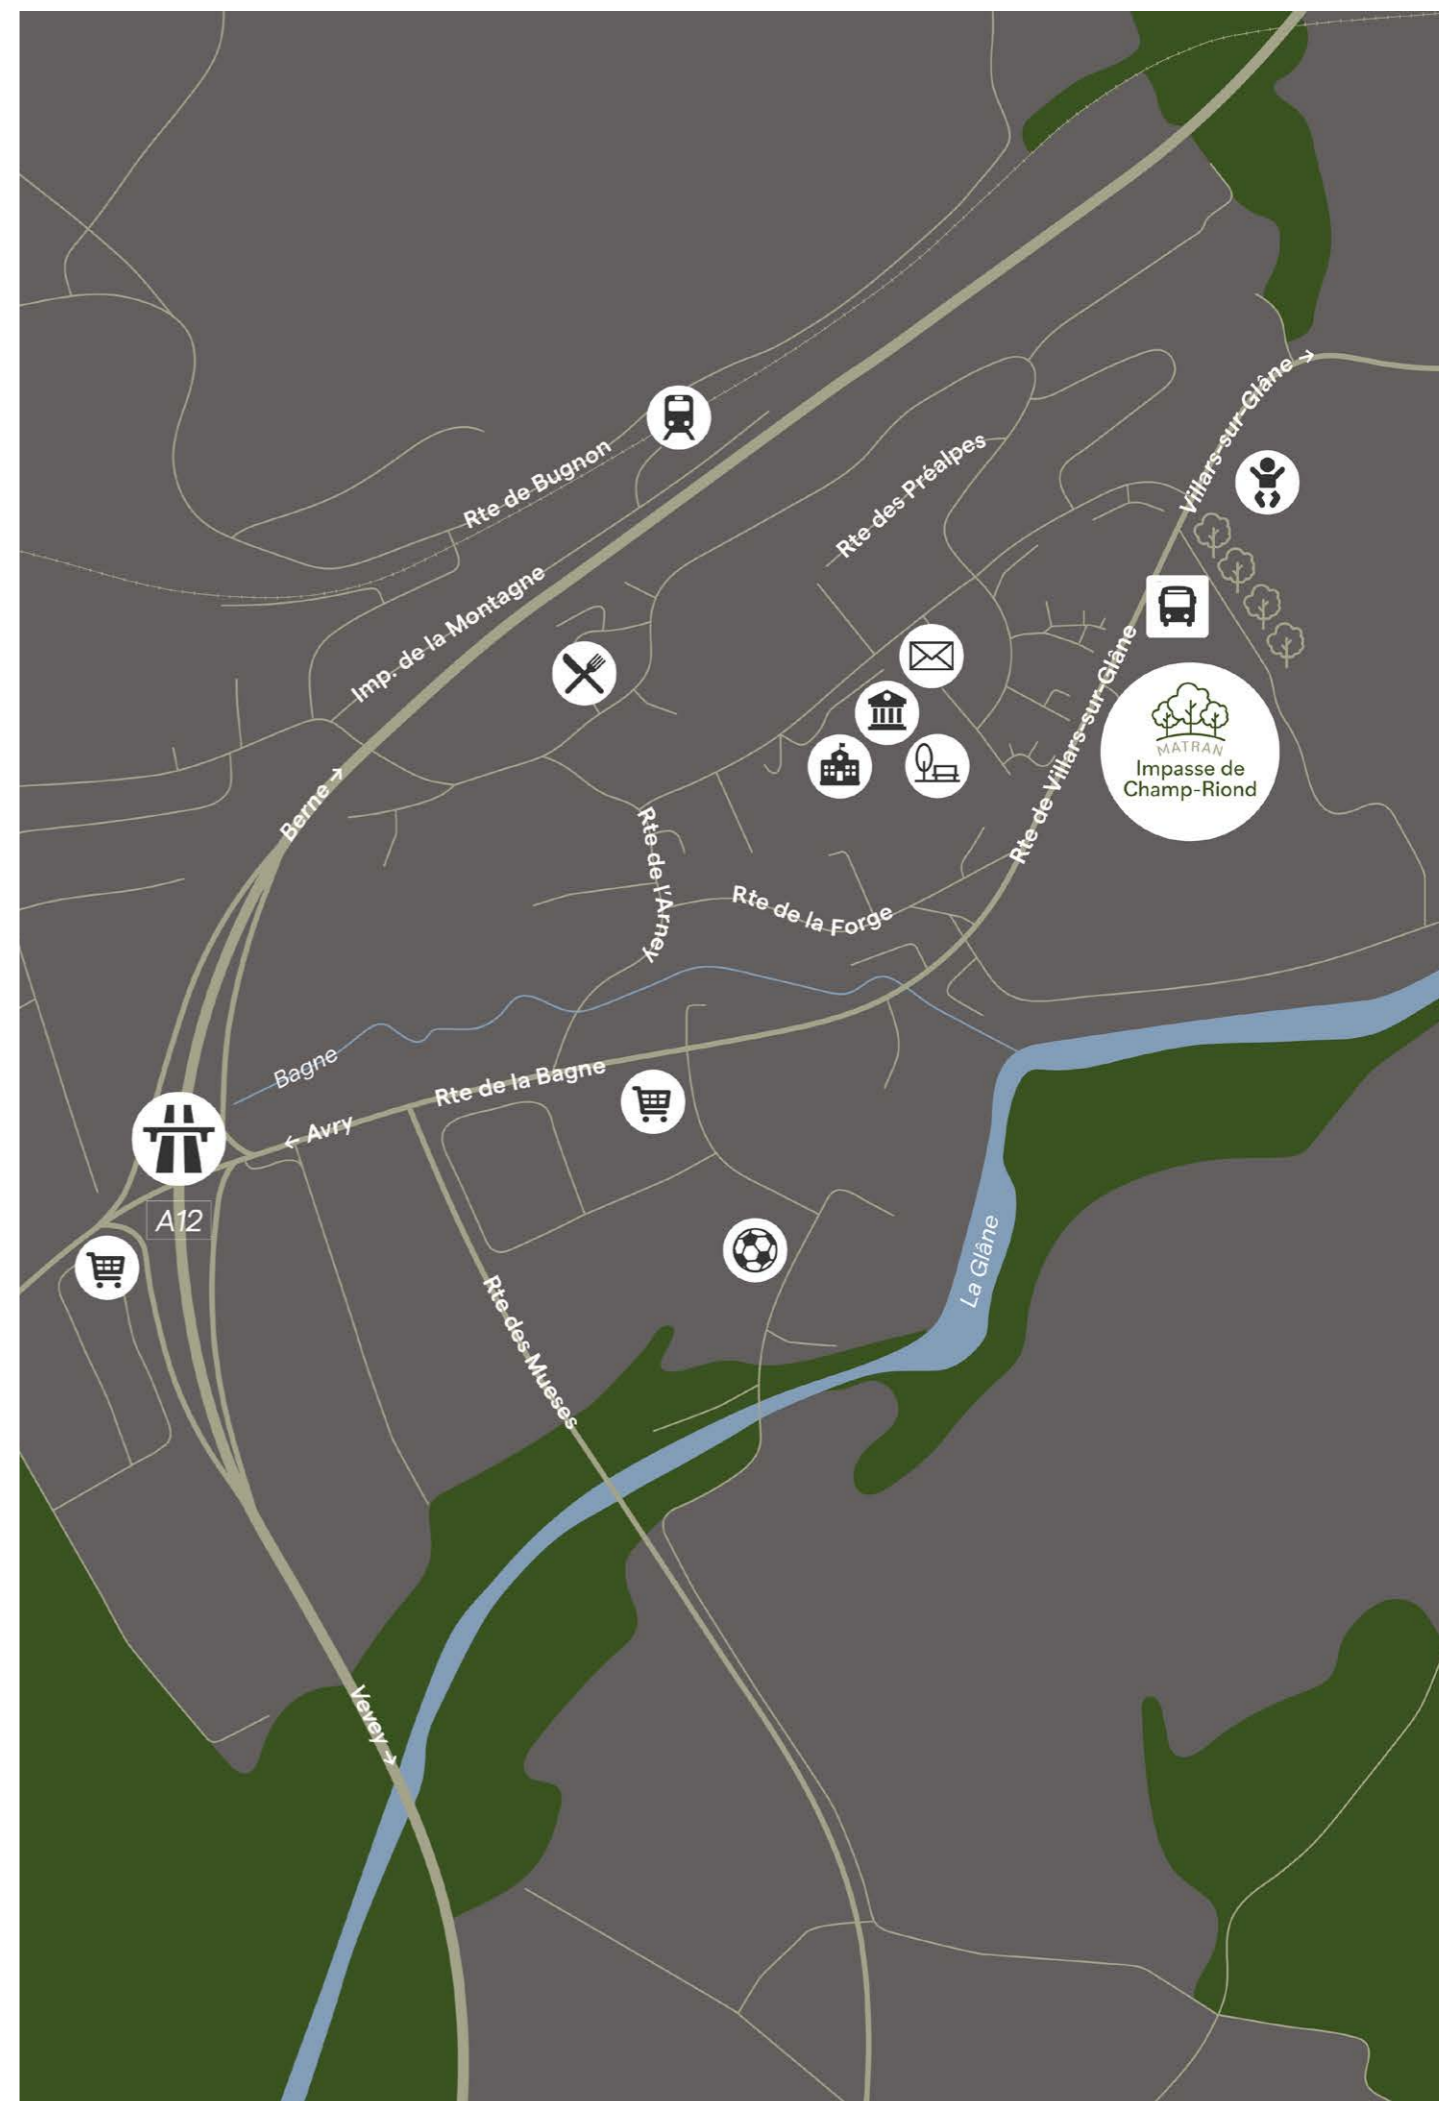 Villars-sur-Glâne →
Rte de Bugnon
Rte des Préalpes
Imp. de la Montagne
Rte de Villars-sur-Glâne
MATRAN
Impasse de
Champ-Riond
Berne →
Rte de l'Arney
Rte de la Forge
Bagne
Rte de la Bagne
← Avry
A12
La Glâne
Rte des Mueses
Vevey →